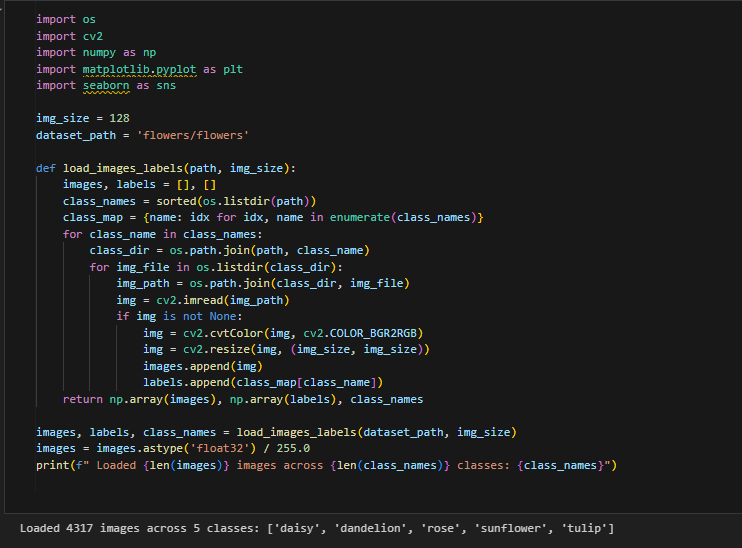 import os
import cv2
import numpy as np
import matplotlib.pyplot as plt
import seaborn as sns

img_size = 128
dataset_path = 'flowers/flowers'

def load_images_labels(path, img_size):
    images, labels = [], []
    class_names = sorted(os.listdir(path))
    class_map = {name: idx for idx, name in enumerate(class_names)}
    for class_name in class_names:
        class_dir = os.path.join(path, class_name)
        for img_file in os.listdir(class_dir):
            img_path = os.path.join(class_dir, img_file)
            img = cv2.imread(img_path)
            if img is not None:
                img = cv2.cvtColor(img, cv2.COLOR_BGR2RGB)
                img = cv2.resize(img, (img_size, img_size))
                images.append(img)
                labels.append(class_map[class_name])
    return np.array(images), np.array(labels), class_names

images, labels, class_names = load_images_labels(dataset_path, img_size)
images = images.astype('float32') / 255.0
print(f" Loaded {len(images)} images across {len(class_names)} classes: {class_names}")

Loaded 4317 images across 5 classes: ['daisy', 'dandelion', 'rose', 'sunflower', 'tulip']